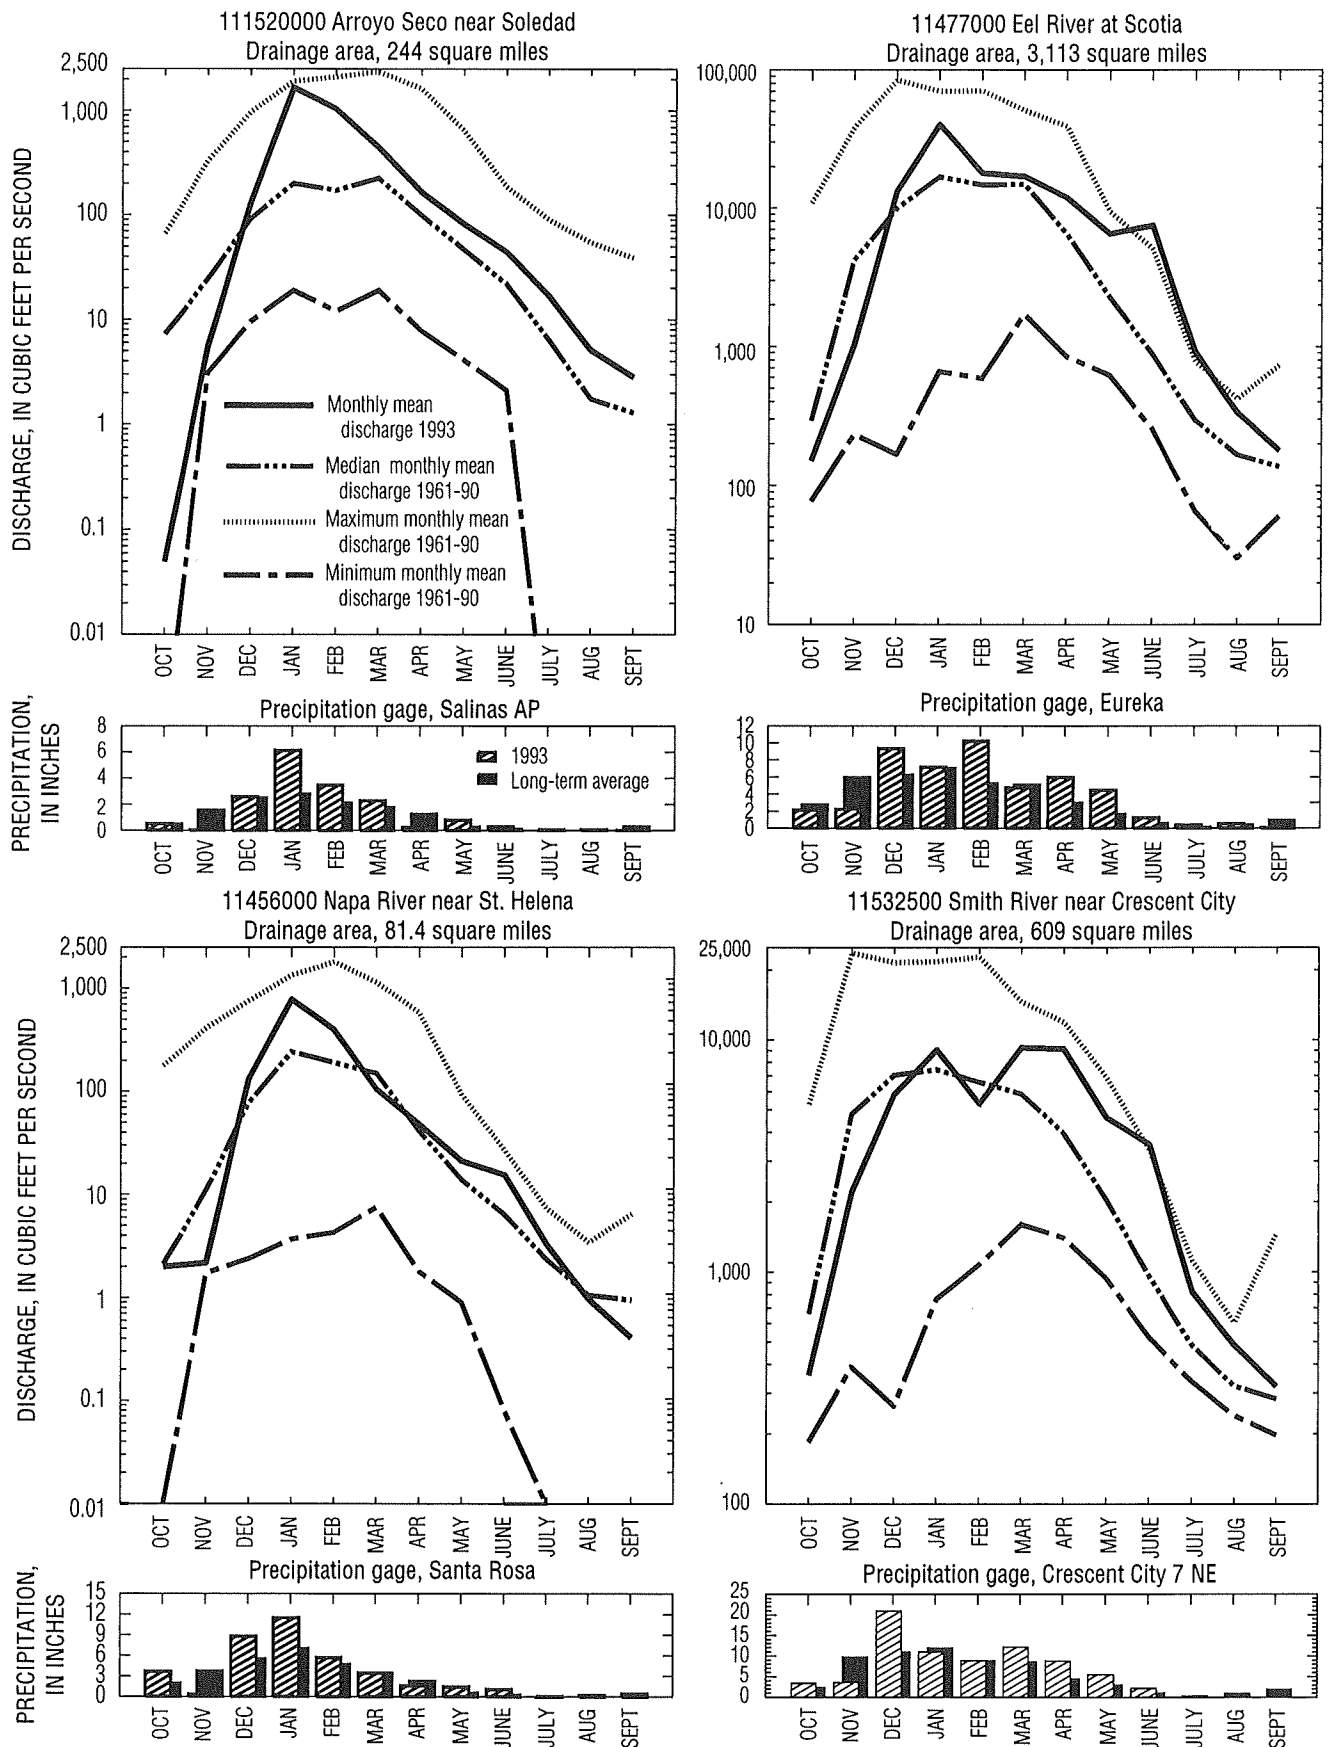 111520000 Arroyo Seco near Soledad
Drainage area, 244 square miles
DISCHARGE, IN CUBIC FEET PER SECOND
2,500
1,000
100
10
1
0.1
0.01
Monthly mean
discharge 1993
Median monthly mean
discharge 1961-90
Maximum monthly mean
discharge 1961-90
Minimum monthly mean
discharge 1961-90
OCT NOV DEC JAN FEB MAR APR MAY JUNE JULY AUG SEPT
Precipitation gage, Salinas AP
PRECIPITATION,
IN INCHES
8
6
4
2
0
1993
Long-term average
OCT NOV DEC JAN FEB MAR APR MAY JUNE JULY AUG SEPT
11477000 Eel River at Scotia
Drainage area, 3,113 square miles
100,000
10,000
1,000
100
10
OCT NOV DEC JAN FEB MAR APR MAY JUNE JULY AUG SEPT
Precipitation gage, Eureka
12
10
8
6
4
2
0
OCT NOV DEC JAN FEB MAR APR MAY JUNE JULY AUG SEPT
11456000 Napa River near St. Helena
Drainage area, 81.4 square miles
DISCHARGE, IN CUBIC FEET PER SECOND
2,500
1,000
100
10
1
0.1
0.01
OCT NOV DEC JAN FEB MAR APR MAY JUNE JULY AUG SEPT
Precipitation gage, Santa Rosa
PRECIPITATION,
IN INCHES
15
12
9
6
3
0
OCT NOV DEC JAN FEB MAR APR MAY JUNE JULY AUG SEPT
11532500 Smith River near Crescent City
Drainage area, 609 square miles
25,000
10,000
1,000
100
OCT NOV DEC JAN FEB MAR APR MAY JUNE JULY AUG SEPT
Precipitation gage, Crescent City 7 NE
25
20
15
10
5
0
OCT NOV DEC JAN FEB MAR APR MAY JUNE JULY AUG SEPT